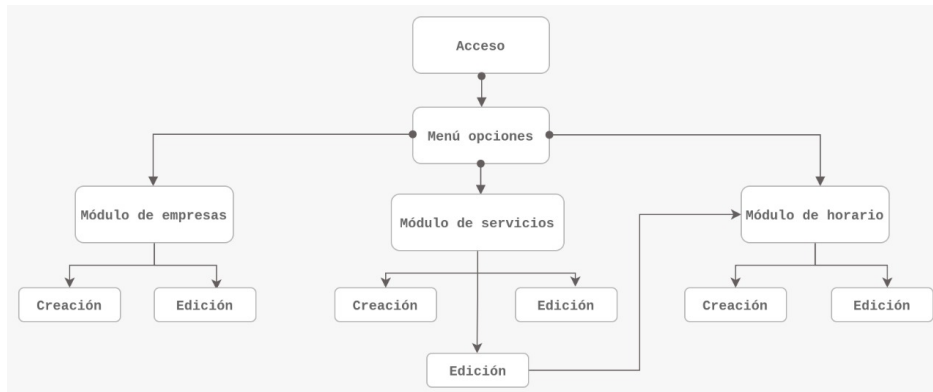 Acceso
Menú opciones
Módulo de empresas
Módulo de servicios
Módulo de horario
Creación
Edición
Creación
Edición
Creación
Edición
Edición